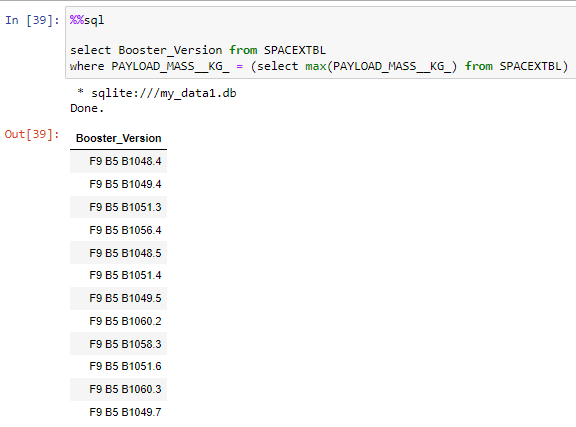 In [39]: %%sql
select Booster_Version from SPACEXTBL
where PAYLOAD_MASS__KG_ = (select max(PAYLOAD_MASS__KG_) from SPACEXTBL)
* sqlite:///my_data1.db
Done.
Out[39]:
Booster_Version
F9 B5 B1048.4
F9 B5 B1049.4
F9 B5 B1051.3
F9 B5 B1056.4
F9 B5 B1048.5
F9 B5 B1051.4
F9 B5 B1049.5
F9 B5 B1060.2
F9 B5 B1058.3
F9 B5 B1051.6
F9 B5 B1060.3
F9 B5 B1049.7